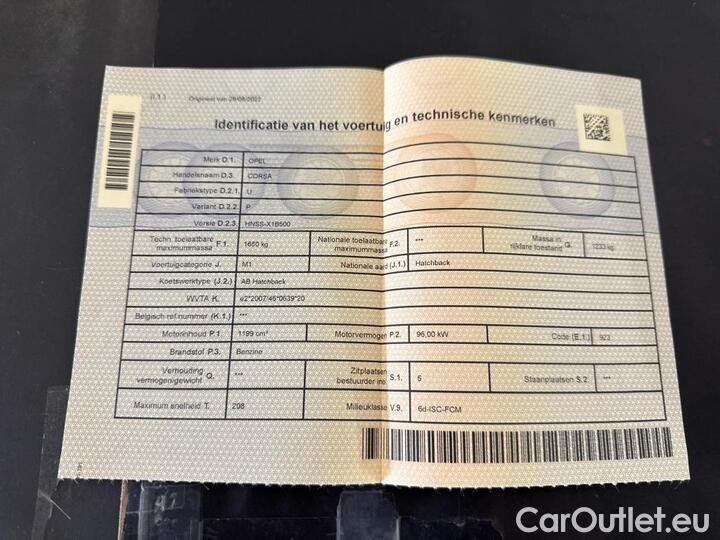 (I.1.) Origineel van 29/08/2022
Identificatie van het voertuig en technische kenmerken
Merk D.1. OPEL
Handelsnaam D.3. CORSA
Fabriekstype D.2.1. U
Variant D.2.2. P
Versie D.2.3. HNSS-X1B500
Techn. toelaatbare maximummassa F.1. 1660 kg Nationale toelaatbare maximummassa F.2. *** Massa in rijklare toestand G. 1233 kg
Voertuigcategorie J. M1 Nationale aard (J.1.) Hatchback
Koetswerktype (J.2.) AB Hatchback
WVTA K. e2*2007/46*0639*20
Belgisch ref.nummer (K.1.) ***
Motorinhoud P.1. 1199 cm³ Motorvermogen P.2. 96,00 kW Code (E.1.) 923
Brandstof P.3. Benzine
Verhouding vermogen/gewicht Q. *** Zitplaatsen bestuurder inc. S.1. 5 Staanplaatsen S.2. ***
Maximum snelheid T. 208 Milieuklasse V.9. 6d-ISC-FCM
CarOutlet.eu